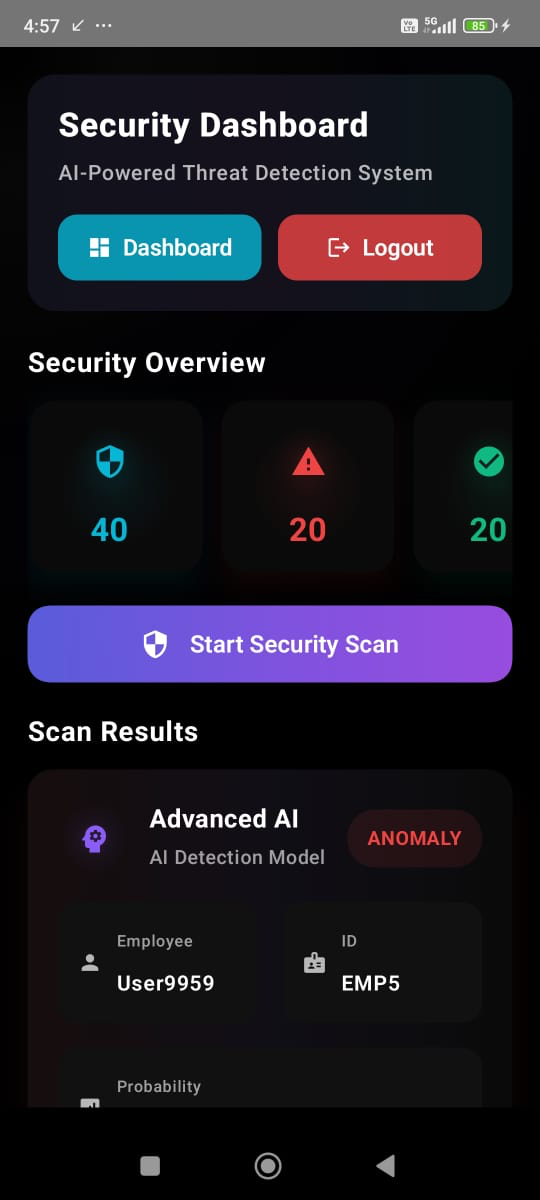 4:57
Vo LTE
5G
85
Security Dashboard
AI-Powered Threat Detection System
Dashboard
Logout
Security Overview
40
20
20
Start Security Scan
Scan Results
Advanced AI
AI Detection Model
ANOMALY
Employee
User9959
ID
EMP5
Probability